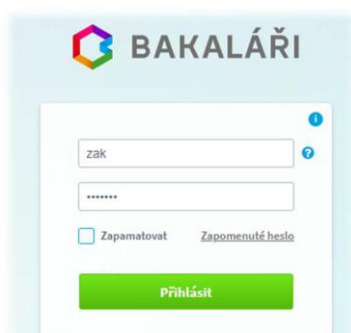 BAKALÁŘI
i
zak
?
•••••••
Zapamatovat Zapomenuté heslo
Přihlásit